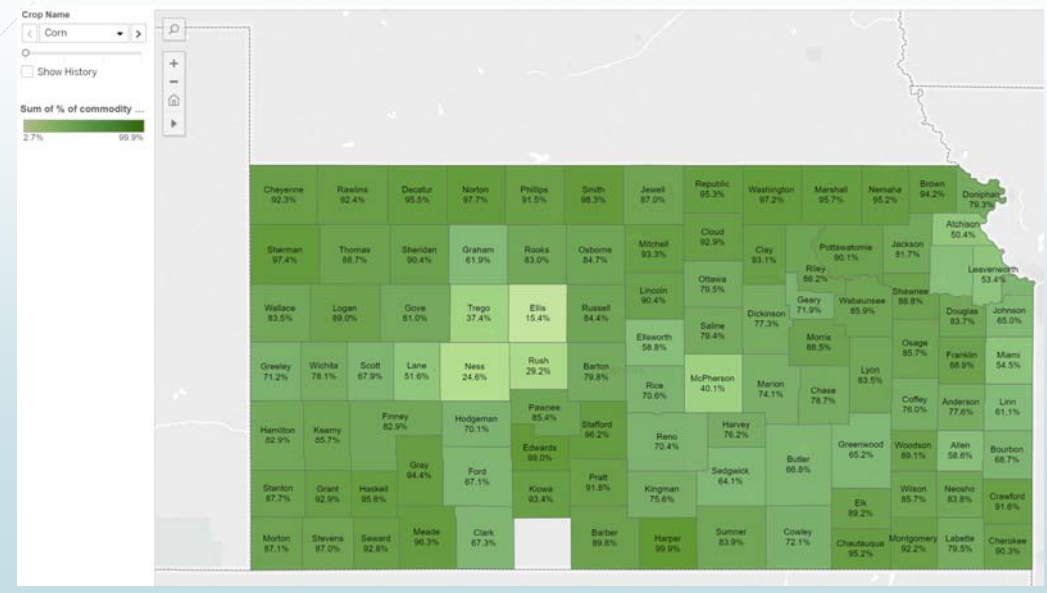 Crop Name
Corn
Show History
Sum of % of commodity ...
2.7% 99.9%
Cheyenne
92.3%
Rawlins
92.4%
Decatur
95.5%
Norton
97.7%
Phillips
91.5%
Smith
98.3%
Jewell
87.0%
Republic
95.3%
Washington
97.2%
Marshall
95.7%
Nemaha
95.2%
Brown
94.2%
Doniphan
79.3%
Atchison
50.4%
Sherman
97.4%
Thomas
88.7%
Sheridan
90.4%
Graham
61.9%
Rooks
83.0%
Osborne
84.7%
Mitchell
93.3%
Cloud
92.9%
Clay
93.1%
Pottawatomie
90.1%
Riley
86.2%
Jackson
81.7%
Leavenworth
53.4%
Wallace
83.5%
Logan
89.0%
Gove
81.0%
Trego
37.4%
Ellis
15.4%
Russell
84.4%
Lincoln
90.4%
Ottawa
79.5%
Saline
79.4%
Dickinson
77.3%
Geary
71.9%
Wabaunsee
85.9%
Shawnee
88.8%
Douglas
83.7%
Johnson
65.0%
Ellsworth
58.8%
Morris
88.5%
Osage
85.7%
Franklin
88.9%
Miami
54.5%
Greeley
71.2%
Wichita
78.1%
Scott
67.9%
Lane
51.6%
Ness
24.6%
Rush
29.2%
Barton
79.8%
Rice
70.6%
McPherson
40.1%
Marion
74.1%
Chase
78.7%
Lyon
83.5%
Coffey
76.0%
Anderson
77.6%
Linn
61.1%
Hamilton
82.9%
Kearny
85.7%
Finney
82.9%
Hodgeman
70.1%
Pawnee
85.4%
Stafford
96.2%
Edwards
99.0%
Reno
70.4%
Harvey
76.2%
Butler
66.8%
Greenwood
65.2%
Woodson
89.1%
Allen
58.6%
Bourbon
68.7%
Stanton
87.7%
Grant
92.9%
Haskell
95.8%
Gray
94.4%
Ford
67.1%
Kiowa
93.4%
Pratt
91.8%
Kingman
75.6%
Sedgwick
64.1%
Elk
89.2%
Wilson
85.7%
Neosho
83.8%
Crawford
91.6%
Morton
87.1%
Stevens
87.0%
Seward
92.8%
Meade
96.3%
Clark
67.3%
Barber
89.6%
Harper
99.9%
Sumner
83.9%
Cowley
72.1%
Chautauqua
95.2%
Montgomery
92.2%
Labette
79.5%
Cherokee
90.3%